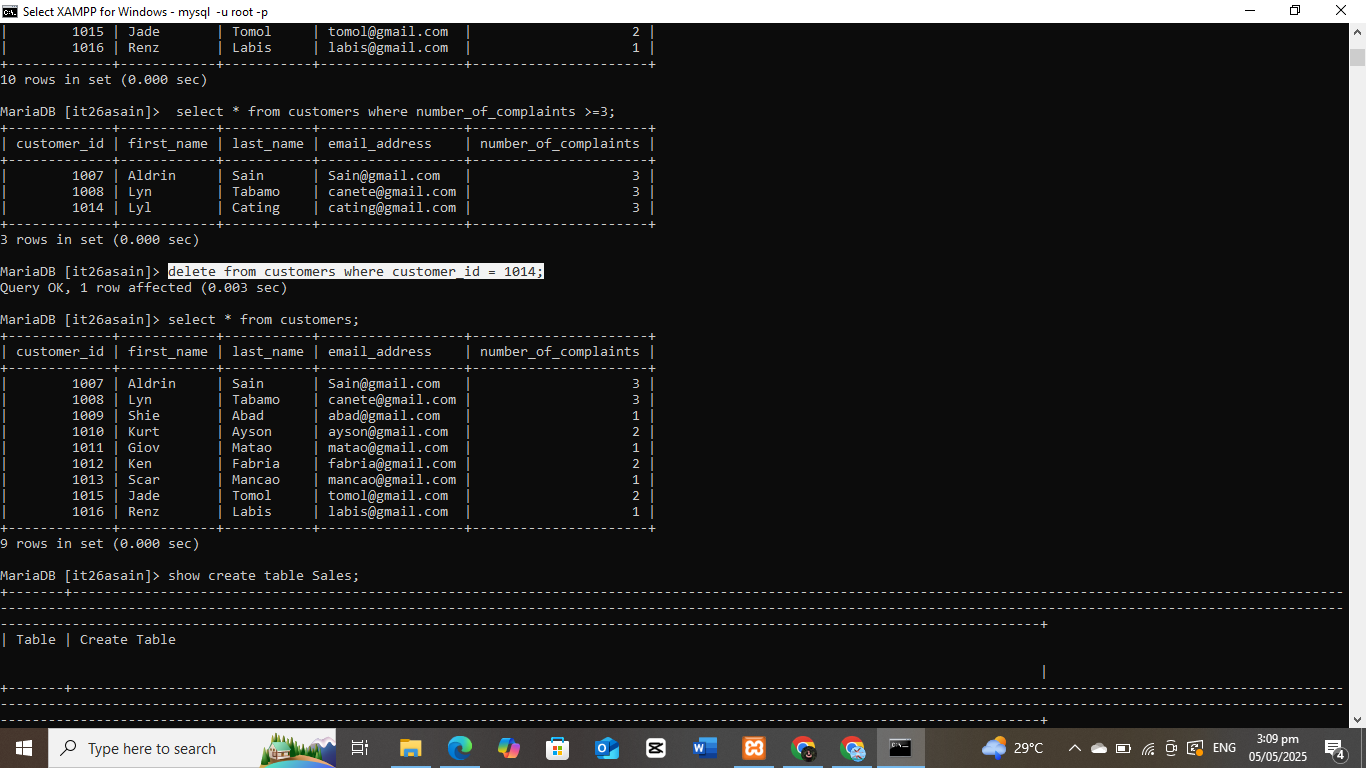 Select XAMPP for Windows - mysql  -u root -p
|        1015 | Jade       | Tomol     | tomol@gmail.com  |                    2 |
|        1016 | Renz       | Labis     | labis@gmail.com  |                    1 |
+-------------+------------+-----------+------------------+----------------------+
10 rows in set (0.000 sec)
MariaDB [it26asain]>  select * from customers where number_of_complaints >=3;
+-------------+------------+-----------+------------------+----------------------+
| customer_id | first_name | last_name | email_address    | number_of_complaints |
+-------------+------------+-----------+------------------+----------------------+
|        1007 | Aldrin     | Sain      | Sain@gmail.com   |                    3 |
|        1008 | Lyn        | Tabamo    | canete@gmail.com |                    3 |
|        1014 | Lyl        | Cating    | cating@gmail.com |                    3 |
+-------------+------------+-----------+------------------+----------------------+
3 rows in set (0.000 sec)
MariaDB [it26asain]> delete from customers where customer_id = 1014;
Query OK, 1 row affected (0.003 sec)
MariaDB [it26asain]> select * from customers;
+-------------+------------+-----------+------------------+----------------------+
| customer_id | first_name | last_name | email_address    | number_of_complaints |
+-------------+------------+-----------+------------------+----------------------+
|        1007 | Aldrin     | Sain      | Sain@gmail.com   |                    3 |
|        1008 | Lyn        | Tabamo    | canete@gmail.com |                    3 |
|        1009 | Shie       | Abad      | abad@gmail.com   |                    1 |
|        1010 | Kurt       | Ayson     | ayson@gmail.com  |                    2 |
|        1011 | Giov       | Matao     | matao@gmail.com  |                    1 |
|        1012 | Ken        | Fabria    | fabria@gmail.com |                    2 |
|        1013 | Scar       | Mancao    | mancao@gmail.com |                    1 |
|        1015 | Jade       | Tomol     | tomol@gmail.com  |                    2 |
|        1016 | Renz       | Labis     | labis@gmail.com  |                    1 |
+-------------+------------+-----------+------------------+----------------------+
9 rows in set (0.000 sec)
MariaDB [it26asain]> show create table Sales;
| Table | Create Table
|
Type here to search
29°C
ENG
3:09 pm
05/05/2025
4